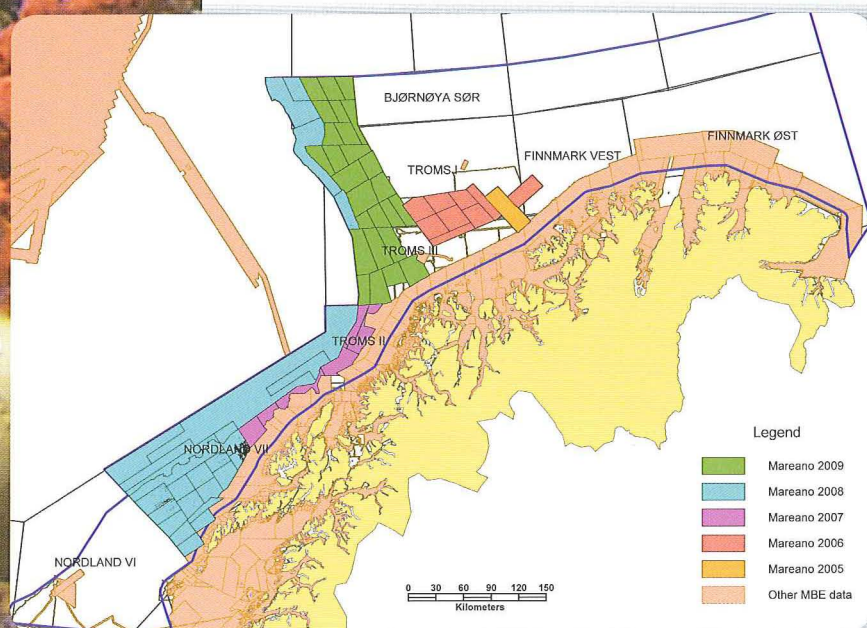 BJØRNØYA SØR
FINNMARK ØST
FINNMARK VEST
TROMS I
TROMS III
TROMS II
NORDLAND VII
NORDLAND VI
Legend
Mareano 2009
Mareano 2008
Mareano 2007
Mareano 2006
Mareano 2005
Other MBE data
0 30 60 90 120 150
Kilometers